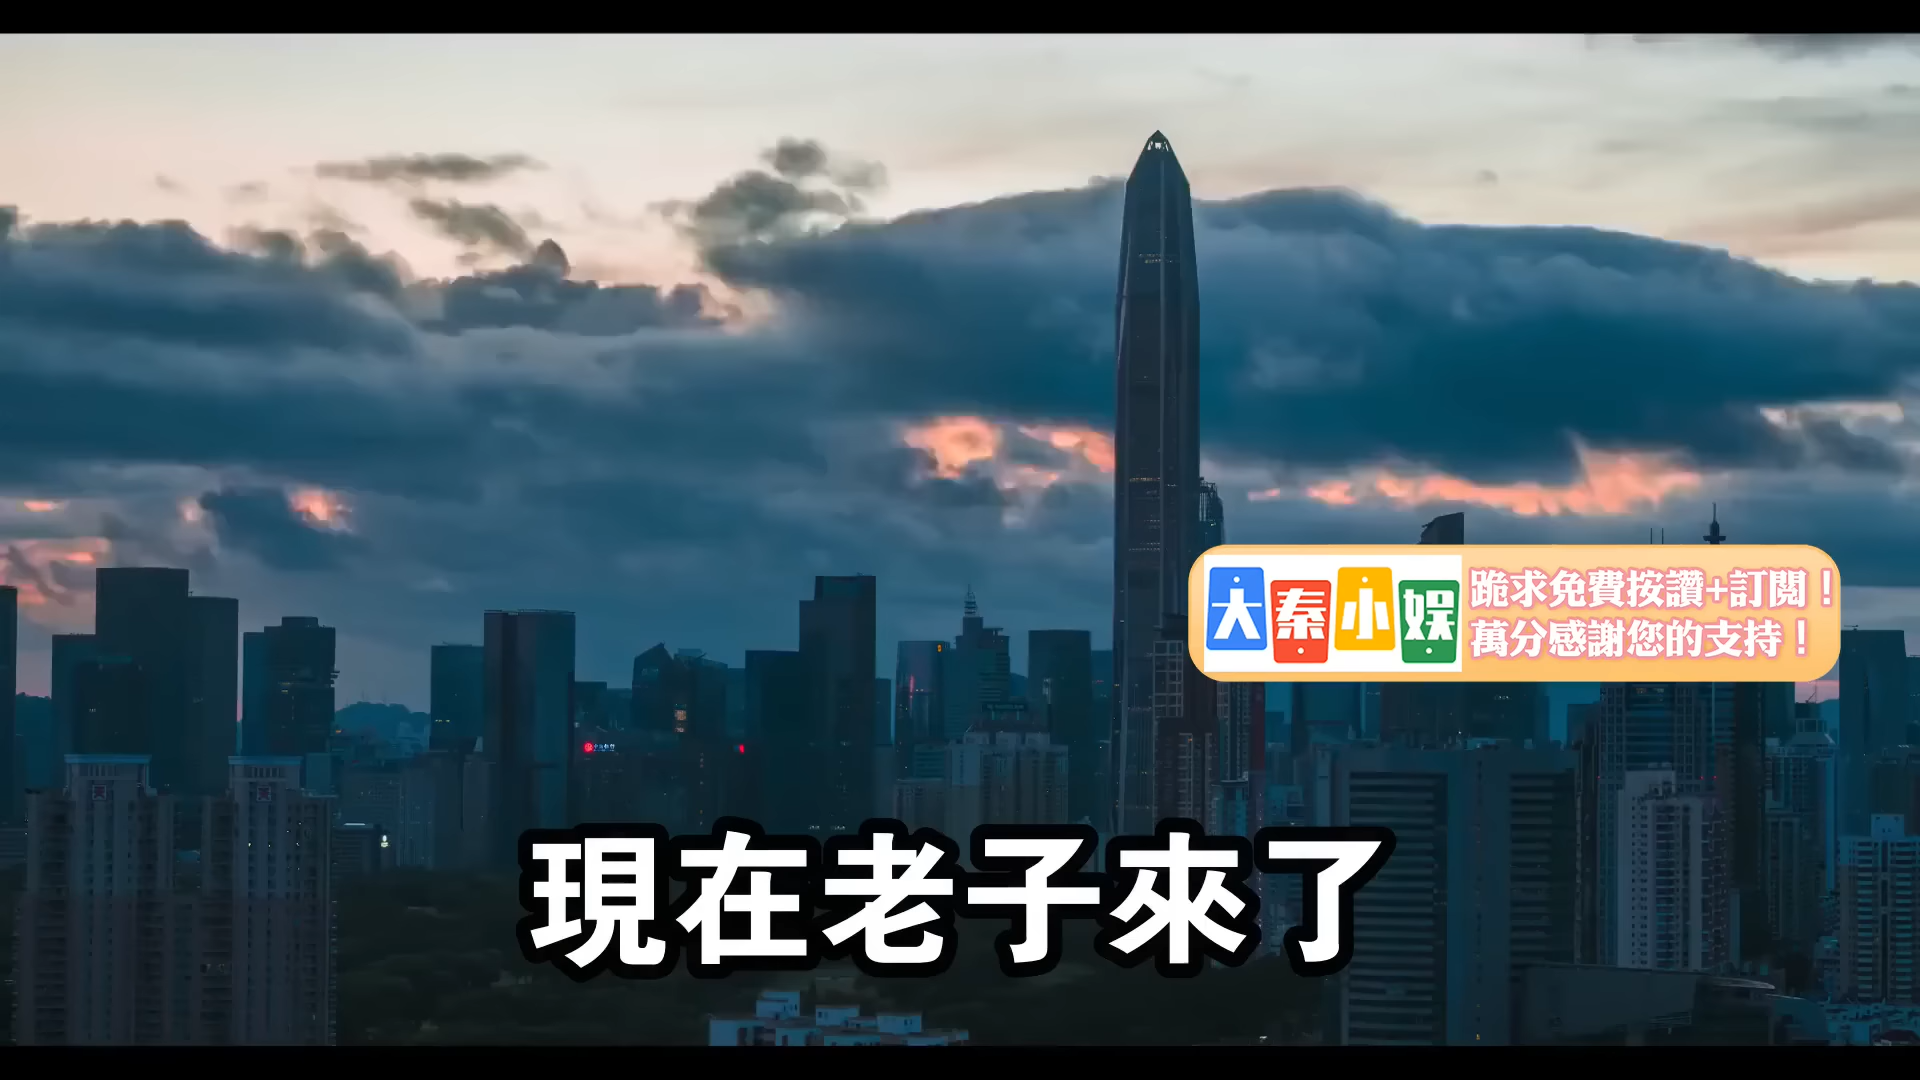 大秦小娱
跪求免費按讚+訂閱！
萬分感謝您的支持！
現在老子來了